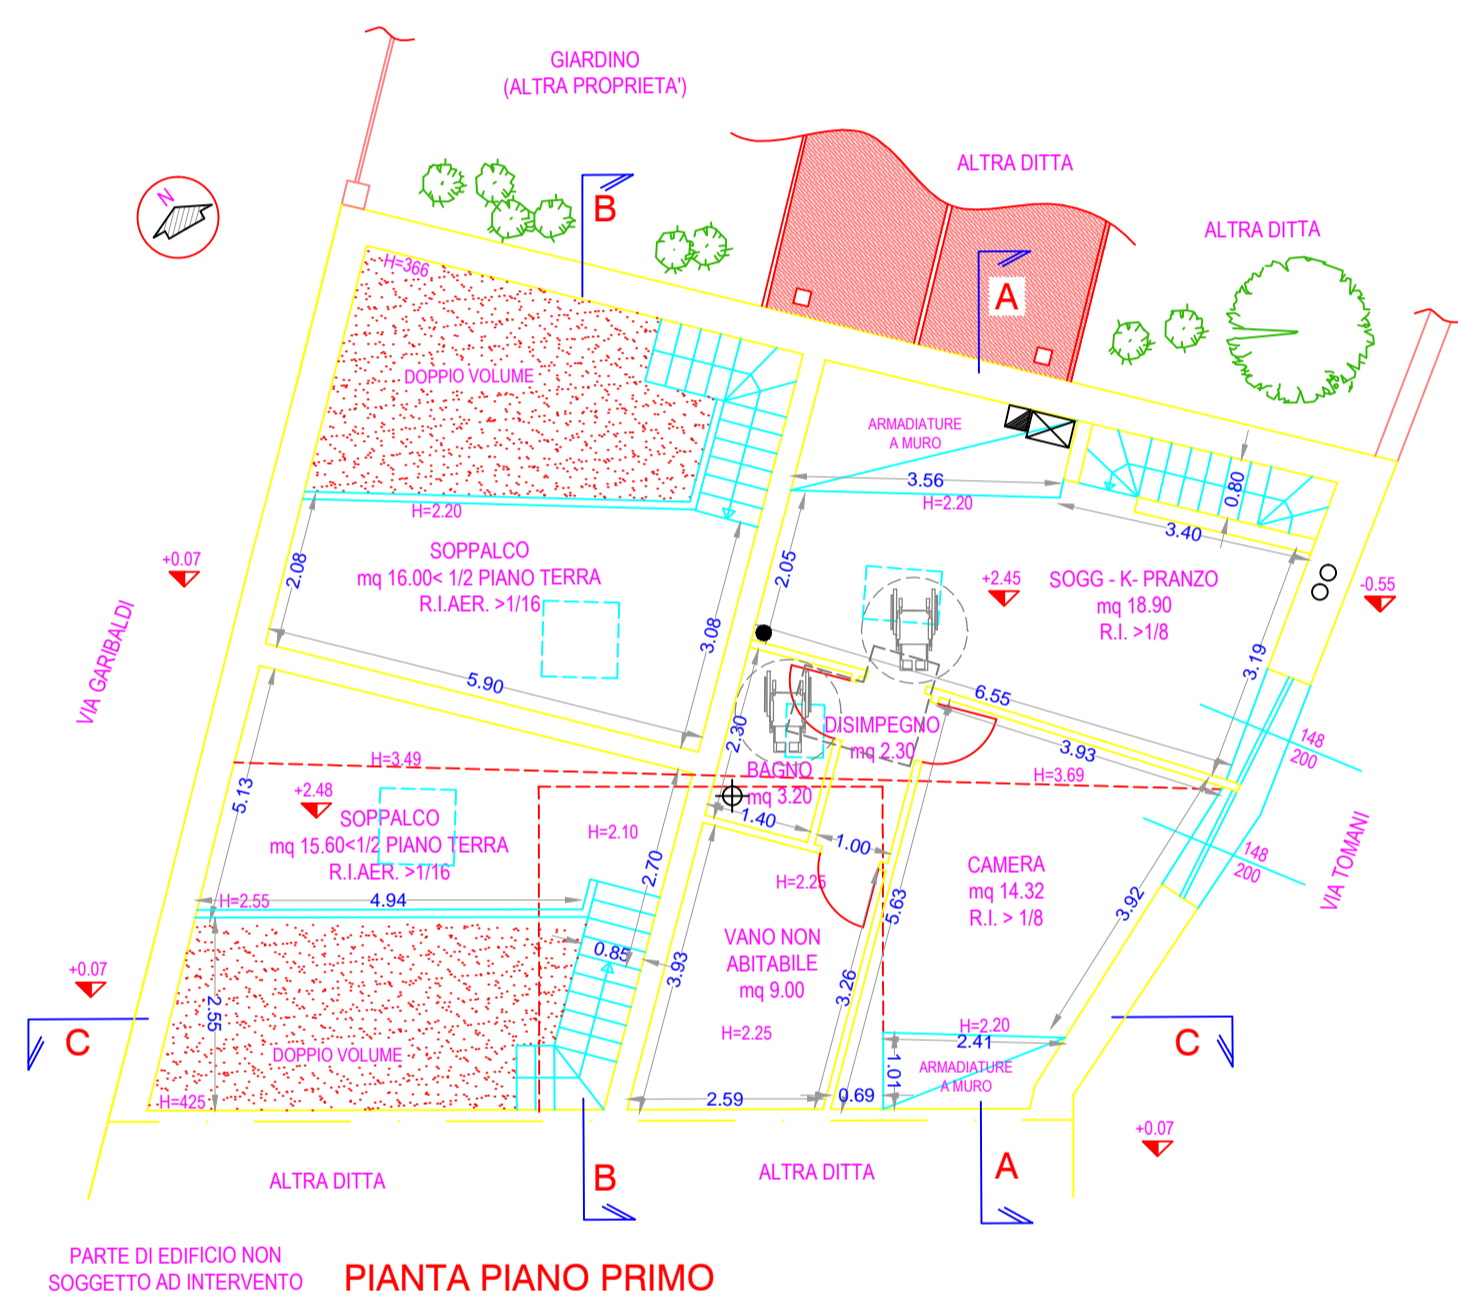 GIARDINO
(ALTRA PROPRIETA')
ALTRA DITTA
ALTRA DITTA
N
B
A
H=366
DOPPIO VOLUME
ARMADIATURE
A MURO
3.56
H=2.20
0.80
3.40
H=2.20
SOPPALCO
mq 16.00< 1/2 PIANO TERRA
R.I.AER. >1/16
2.08
3.08
5.90
2.05
+2.45
SOGG - K- PRANZO
mq 18.90
R.I. >1/8
+0.07
-0.55
VIA GARIBALDI
3.19
6.55
2.30
DISIMPEGNO
mq 2.30
3.93
148
200
H=3.49
H=3.69
BAGNO
mq 3.20
1.40
1.00
5.13
+2.48
SOPPALCO
mq 15.60<1/2 PIANO TERRA
R.I.AER. >1/16
H=2.10
2.70
H=2.55
4.94
148
200
VIA TOMANI
H=2.25
CAMERA
mq 14.32
R.I. > 1/8
5.63
3.92
0.85
VANO NON
ABITABILE
mq 9.00
3.93
3.26
+0.07
2.55
H=2.25
C
C
DOPPIO VOLUME
H=425
H=2.20
2.41
1.01
ARMADIATURE
A MURO
2.59
0.69
+0.07
ALTRA DITTA
B
ALTRA DITTA
A
PARTE DI EDIFICIO NON
SOGGETTO AD INTERVENTO
PIANTA PIANO PRIMO